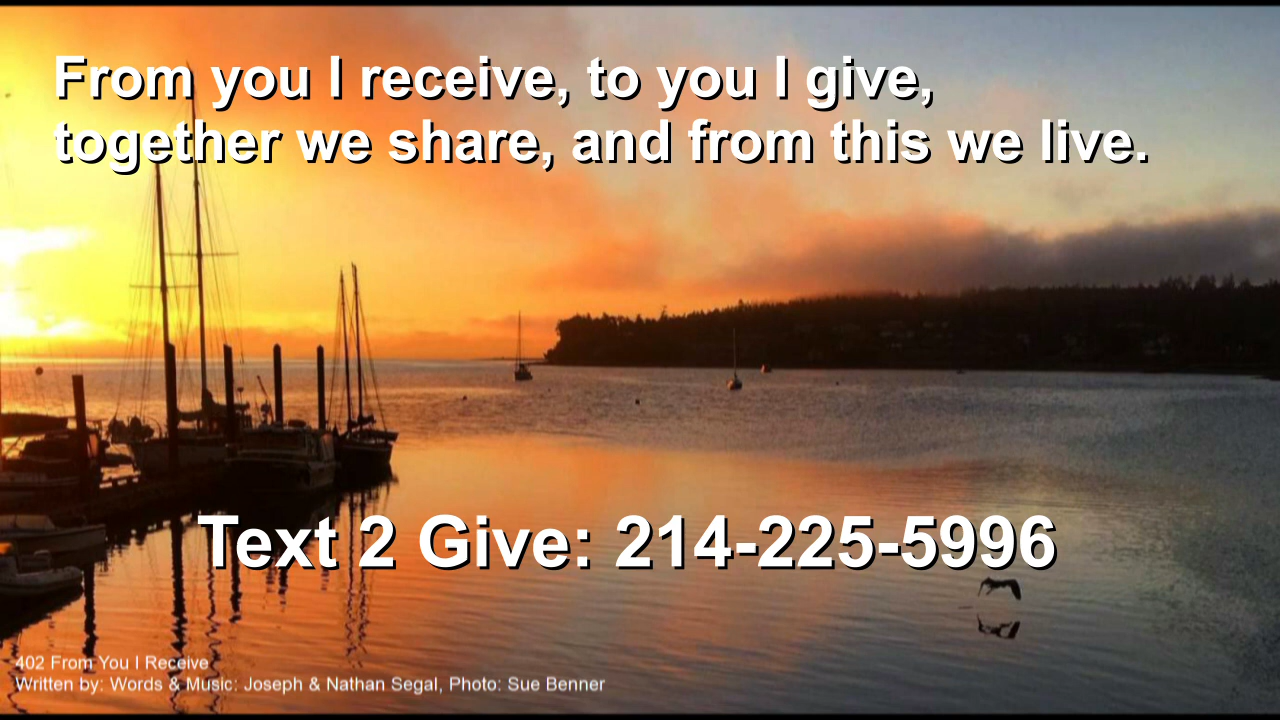 From you I receive, to you I give,
together we share, and from this we live.
Text 2 Give: 214-225-5996
402 From You I Receive
Written by: Words & Music: Joseph & Nathan Segal, Photo: Sue Benner